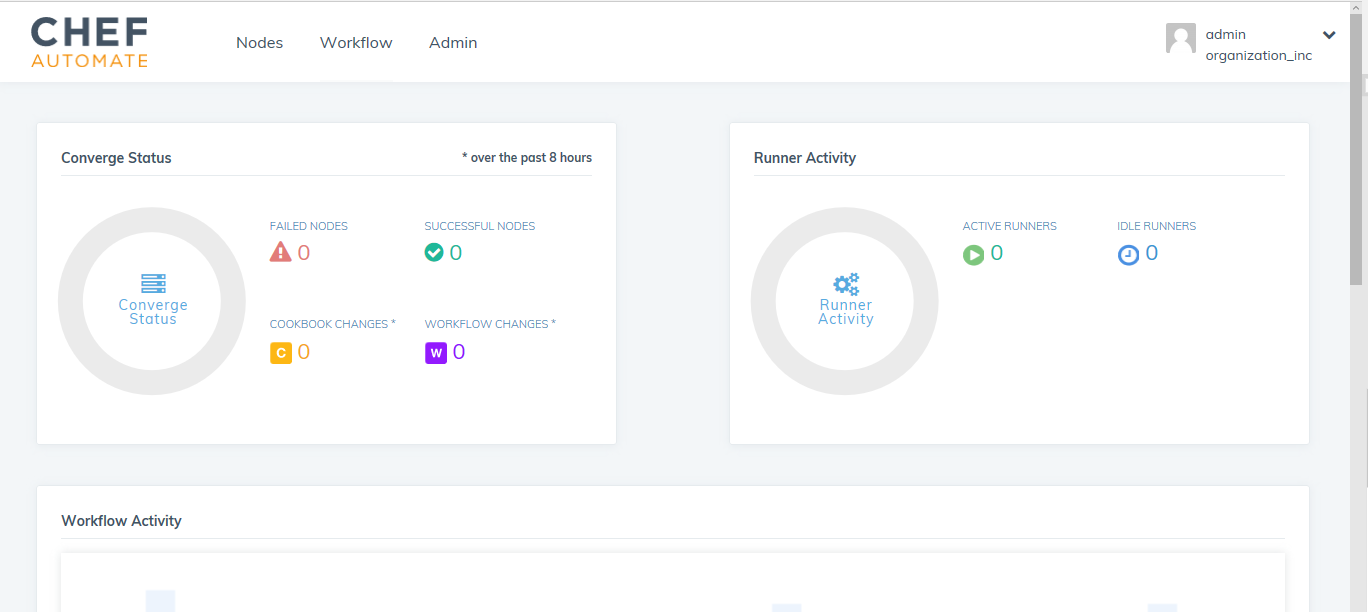 CHEF
AUTOMATE
Nodes Workflow Admin
admin
organization_inc
Converge Status * over the past 8 hours
FAILED NODES SUCCESSFUL NODES
0 0
Converge
Status
COOKBOOK CHANGES * WORKFLOW CHANGES *
C 0 W 0
Runner Activity
ACTIVE RUNNERS IDLE RUNNERS
0 0
Runner
Activity
Workflow Activity